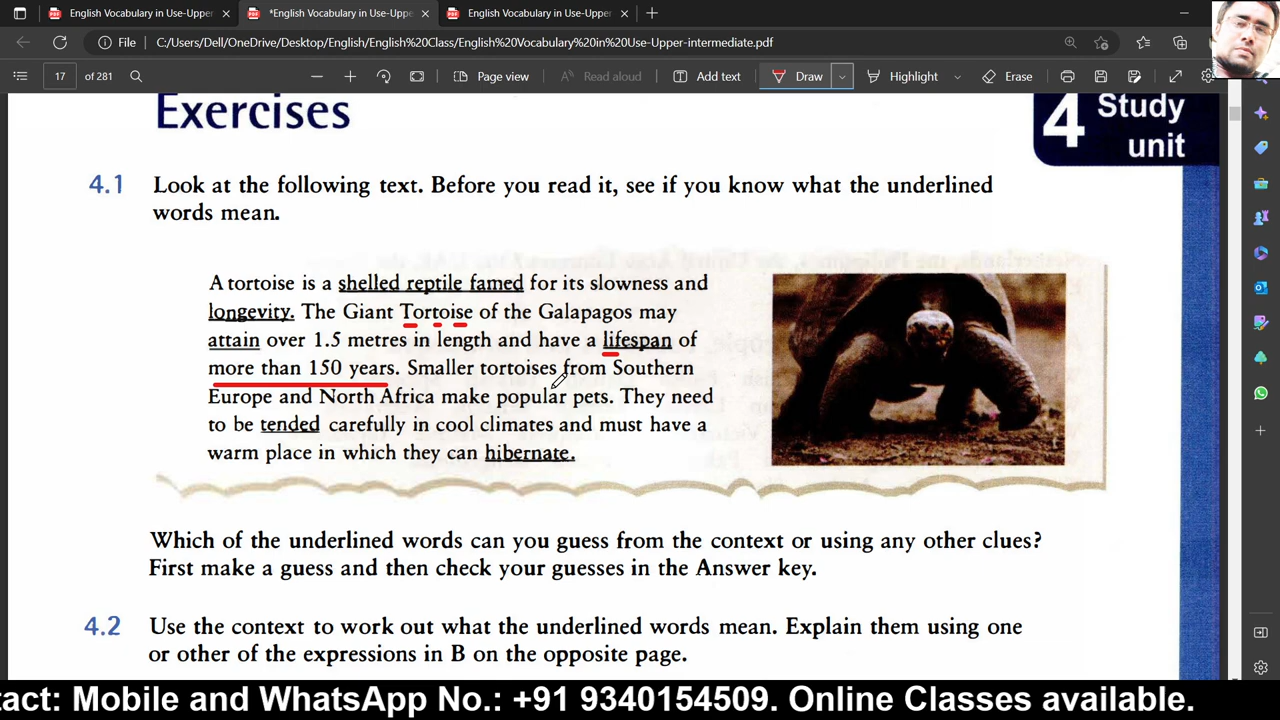 English Vocabulary in Use-Upper
*English Vocabulary in Use-Uppe
English Vocabulary in Use-Upper
File
C:/Users/Dell/OneDrive/Desktop/English/English%20Class/English%20Vocabulary%20in%20Use-Upper-intermediate.pdf
17 of 281
Page view
Read aloud
Add text
Draw
Highlight
Erase
Exercises
4 Study
unit
4.1 Look at the following text. Before you read it, see if you know what the underlined
words mean.
A tortoise is a shelled reptile famed for its slowness and
longevity. The Giant Tortoise of the Galapagos may
attain over 1.5 metres in length and have a lifespan of
more than 150 years. Smaller tortoises from Southern
Europe and North Africa make popular pets. They need
to be tended carefully in cool climates and must have a
warm place in which they can hibernate.
Which of the underlined words can you guess from the context or using any other clues?
First make a guess and then check your guesses in the Answer key.
4.2 Use the context to work out what the underlined words mean. Explain them using one
or other of the expressions in B on the opposite page.
tact: Mobile and WhatsApp No.: +91 9340154509. Online Classes available.